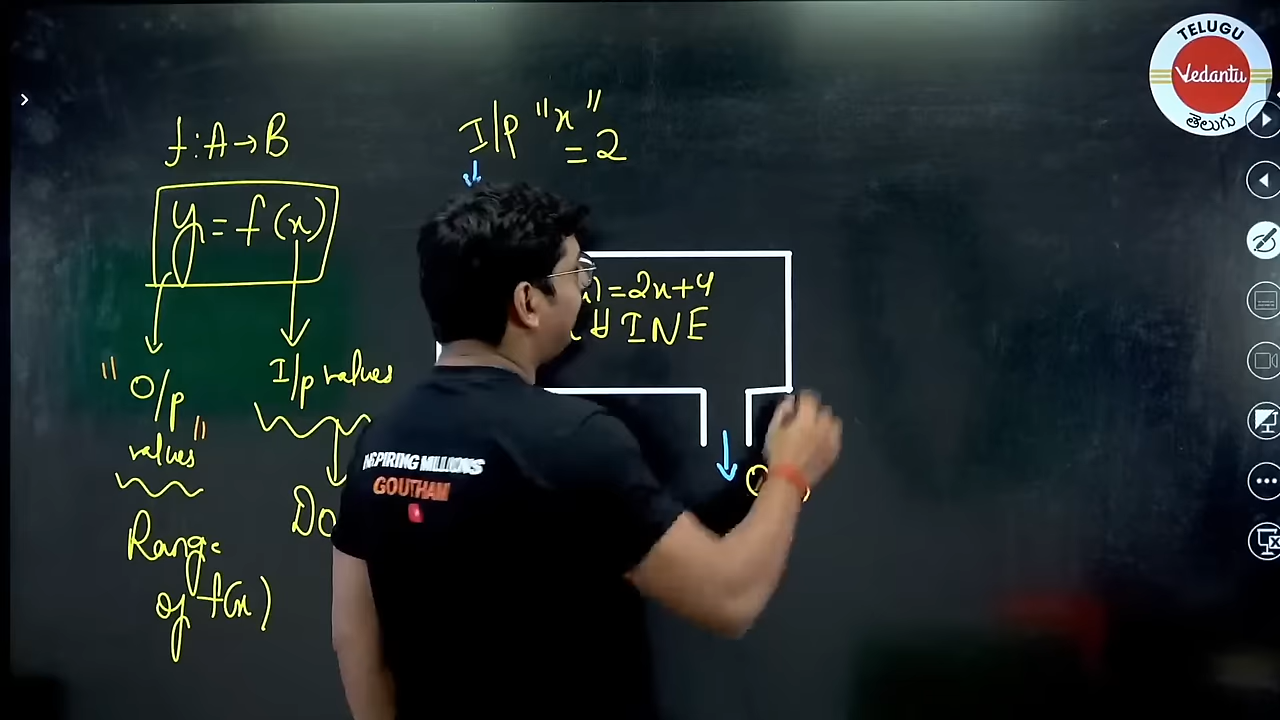 f:A→B
y=f(x)
"O/p
values"
Range
of f(x)
I/p values
Do
I/p "x"
=2
)=2x+4
INE
INSPIRING MILLIONS
GOUTHAM
TELUGU
Vedantu
తెలుగు